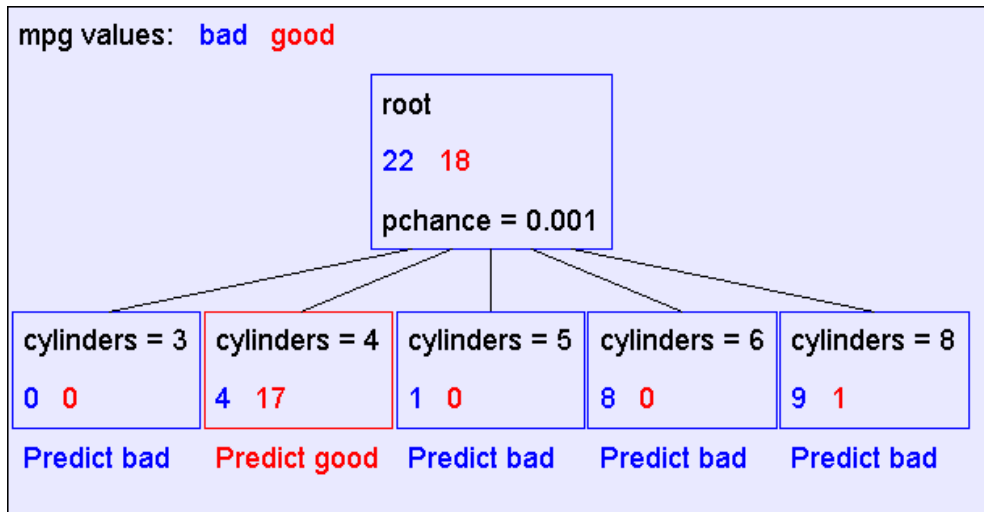 mpg values: bad good
root
22 18
pchance = 0.001
cylinders = 3
0 0
Predict bad
cylinders = 4
4 17
Predict good
cylinders = 5
1 0
Predict bad
cylinders = 6
8 0
Predict bad
cylinders = 8
9 1
Predict bad